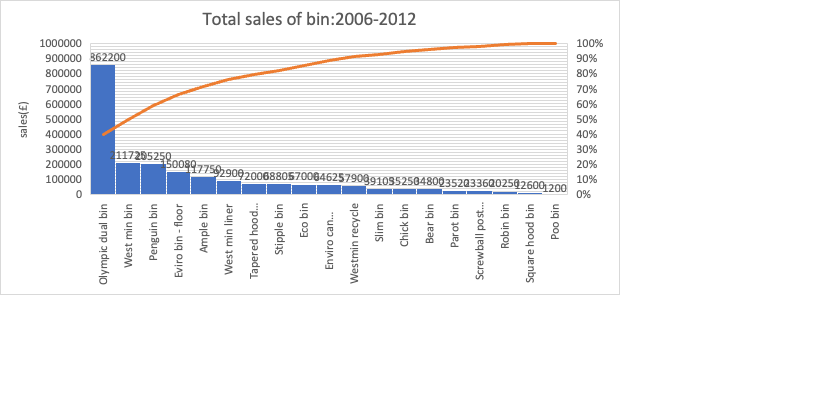 Total sales of bin:2006-2012
sales(£)
1000000
900000
800000
700000
600000
500000
400000
300000
200000
100000
0
100%
90%
80%
70%
60%
50%
40%
30%
20%
10%
0%
862200
211725
205250
150080
117750
92900
72000
68805
67000
64625
57900
39105
35250
34800
23520
23360
20250
12600
1200
Olympic dual bin
West min bin
Penguin bin
Eviro bin - floor
Ample bin
West min liner
Tapered hood...
Stipple bin
Eco bin
Enviro can...
Westmin recycle
Slim bin
Chick bin
Bear bin
Parot bin
Screwball post...
Robin bin
Square hood bin
Poo bin